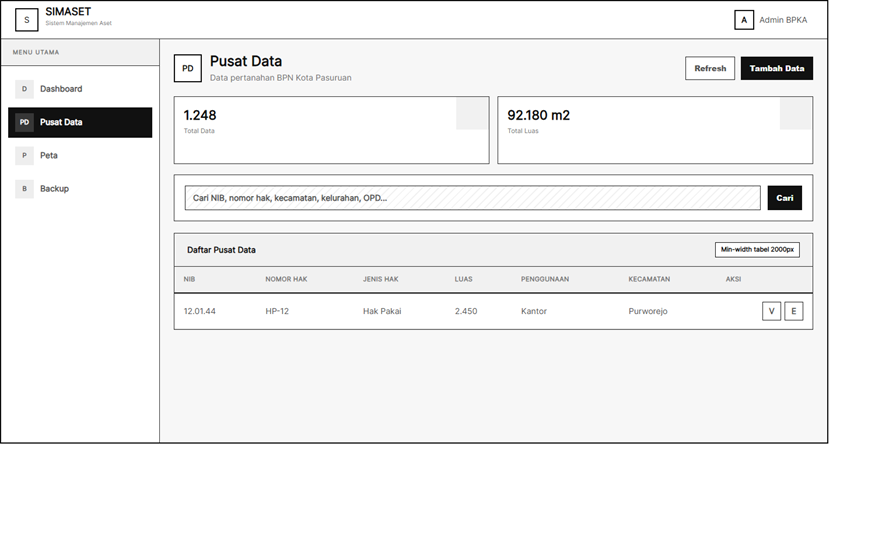 S
SIMASET
Sistem Manajemen Aset
A
Admin BPKA
MENU UTAMA
D
Dashboard
PD
Pusat Data
P
Peta
B
Backup
PD
Pusat Data
Data pertanahan BPN Kota Pasuruan
Refresh
Tambah Data
1.248
Total Data
92.180 m2
Total Luas
Cari NIB, nomor hak, kecamatan, kelurahan, OPD...
Cari
Daftar Pusat Data
Min-width tabel 2000px
NIB NOMOR HAK JENIS HAK LUAS PENGGUNAAN KECAMATAN AKSI
12.01.44 HP-12 Hak Pakai 2.450 Kantor Purworejo V E